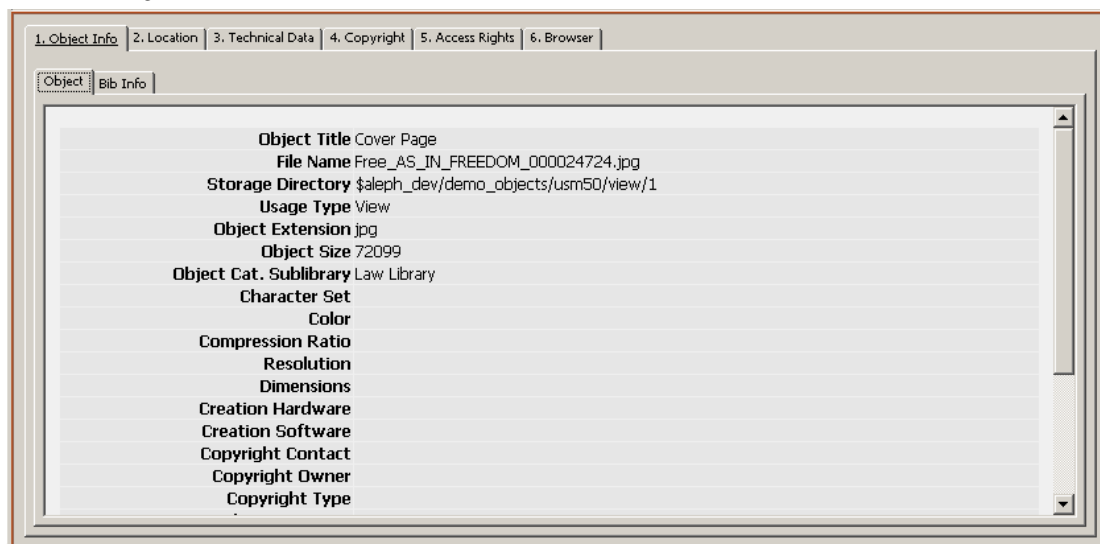 1. Object Info 2. Location 3. Technical Data 4. Copyright 5. Access Rights 6. Browser
Object Bib Info
Object Title Cover Page
File Name Free_AS_IN_FREEDOM_000024724.jpg
Storage Directory $aleph_dev/demo_objects/usm50/view/1
Usage Type View
Object Extension jpg
Object Size 72099
Object Cat. Sublibrary Law Library
Character Set
Color
Compression Ratio
Resolution
Dimensions
Creation Hardware
Creation Software
Copyright Contact
Copyright Owner
Copyright Type